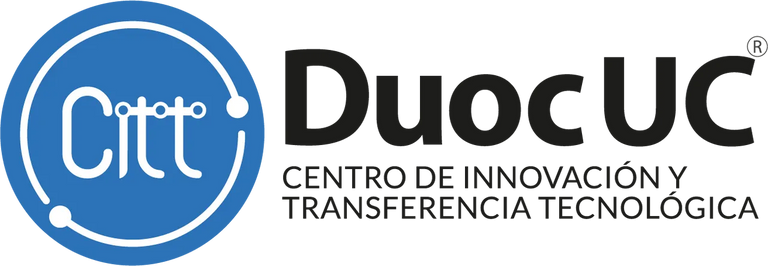 Citt
Duoc UC®
CENTRO DE INNOVACIÓN Y
TRANSFERENCIA TECNOLÓGICA